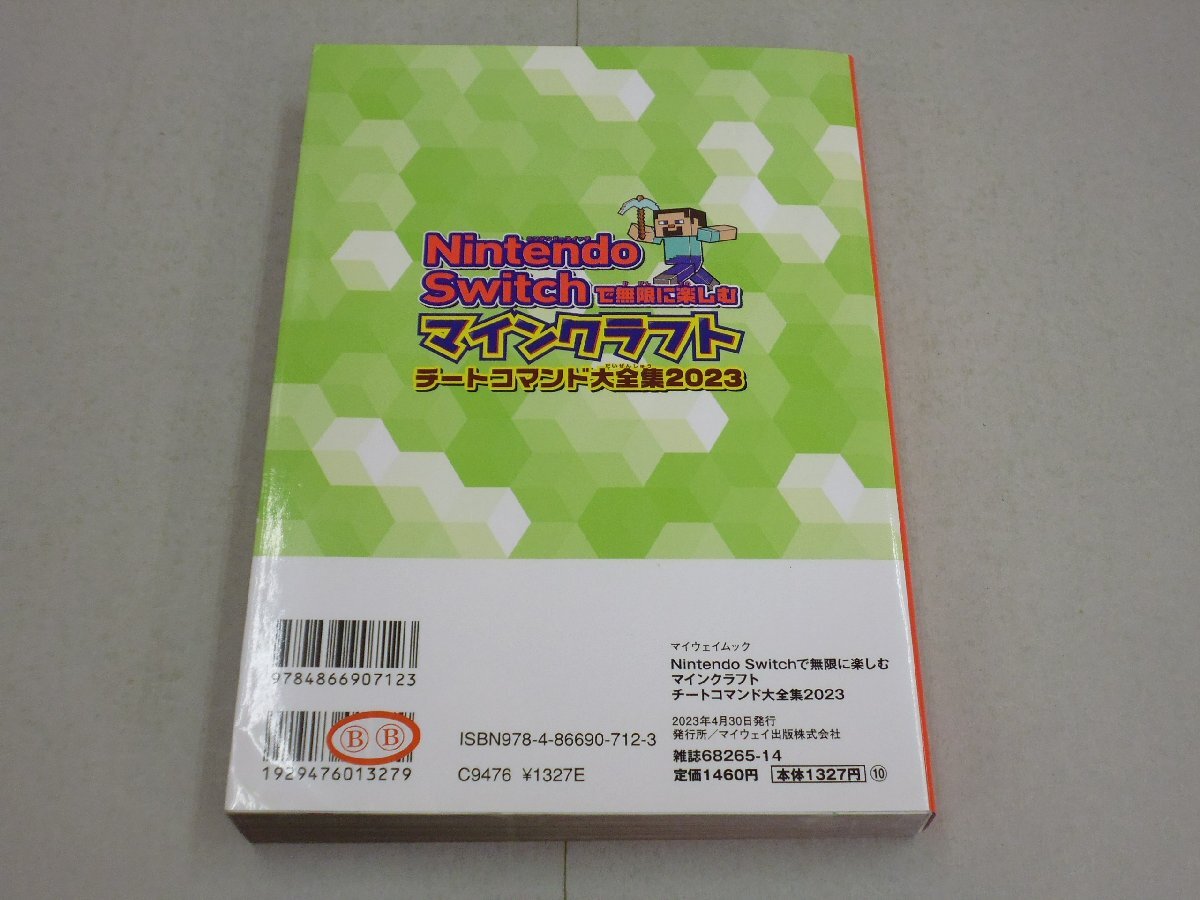 Nintendo
Switchで無限に楽しむ
マインクラフト
だいぜんしゅう
チートコマンド大全集2023
9784866907123
B B
1929476013279
ISBN978-4-86690-712-3
C9476 ¥1327E
マイウェイムック
Nintendo Switchで無限に楽しむ
マインクラフト
チートコマンド大全集2023
2023年4月30日発行
発行所/マイウェイ出版株式会社
雑誌68265-14
定価1460円 本体1327円 ⑩